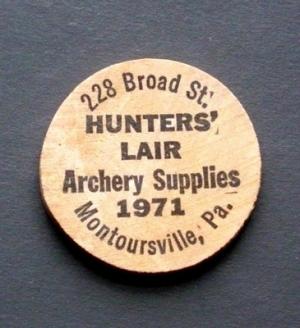 228 Broad St.
HUNTERS'
LAIR
Archery Supplies
1971
Montoursville, Pa.